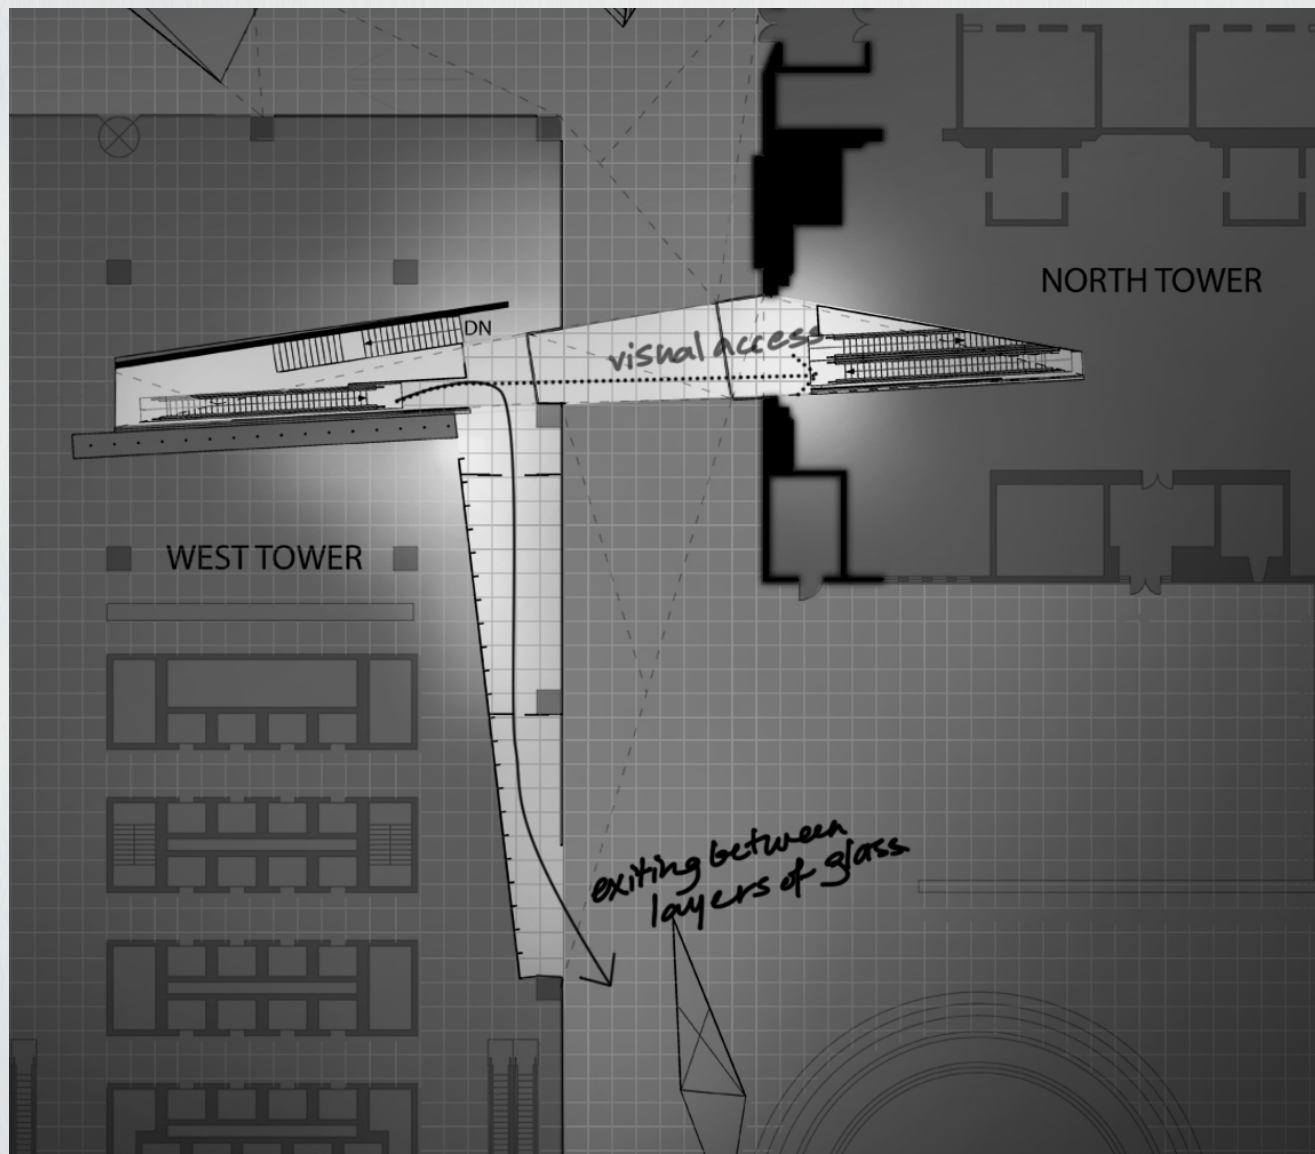 NORTH TOWER
DN
visual access
WEST TOWER
exiting between
layers of glass